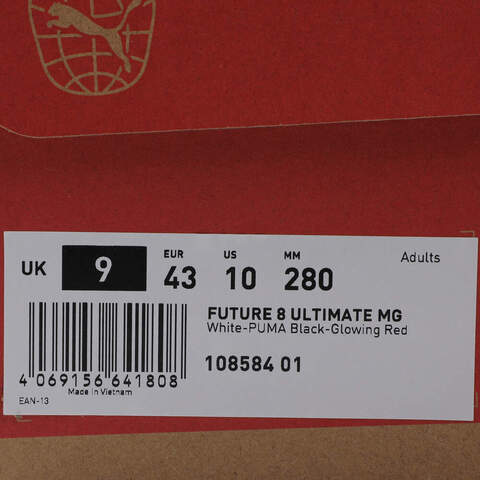 UK 9 EUR 43 US 10 MM 280 Adults
FUTURE 8 ULTIMATE MG
White-PUMA Black-Glowing Red
108584 01
4 069156 641808
Made in Vietnam
EAN-13